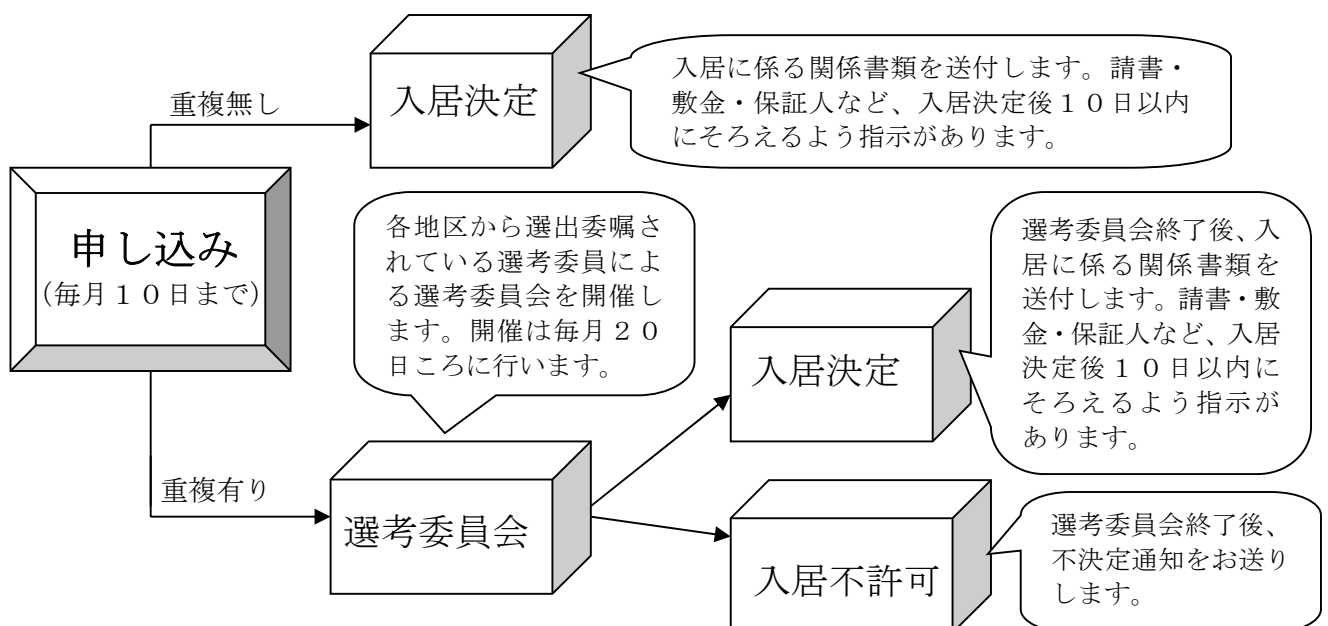 入居決定
入居に係る関係書類を送付します。請書・
敷金・保証人など、入居決定後１０日以内
にそろえるよう指示があります。
重複無し
申し込み
(毎月１０日まで)
各地区から選出委嘱さ
れている選考委員によ
る選考委員会を開催し
ます。開催は毎月２０
日ころに行います。
選考委員会終了後、入
居に係る関係書類を
送付します。請書・敷
金・保証人など、入居
決定後１０日以内に
そろえるよう指示が
あります。
入居決定
重複有り
選考委員会
入居不許可
選考委員会終了後、
不決定通知をお送り
します。